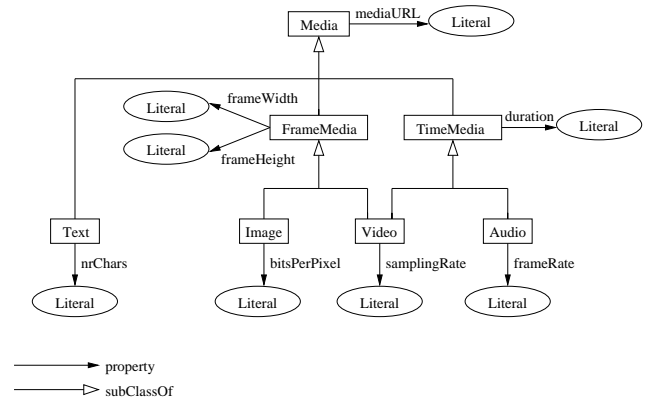 Media
mediaURL
Literal
frameWidth
Literal
FrameMedia
TimeMedia
duration
Literal
Literal
frameHeight
Text
Image
Video
Audio
nrChars
bitsPerPixel
samplingRate
frameRate
Literal
Literal
Literal
Literal
property
subClassOf